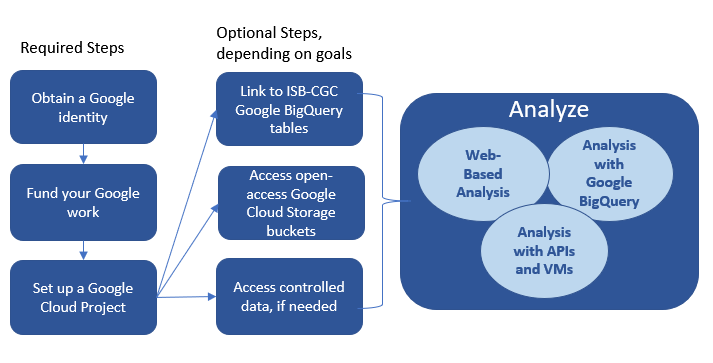 Required Steps
Obtain a Google
identity
Fund your Google
work
Set up a Google
Cloud Project
Optional Steps,
depending on goals
Link to ISB-CGC
Google BigQuery
tables
Access open-
access Google
Cloud Storage
buckets
Access controlled
data, if needed
Analyze
Web-
Based
Analysis
Analysis
with
Google
BigQuery
Analysis
with APIs
and VMs